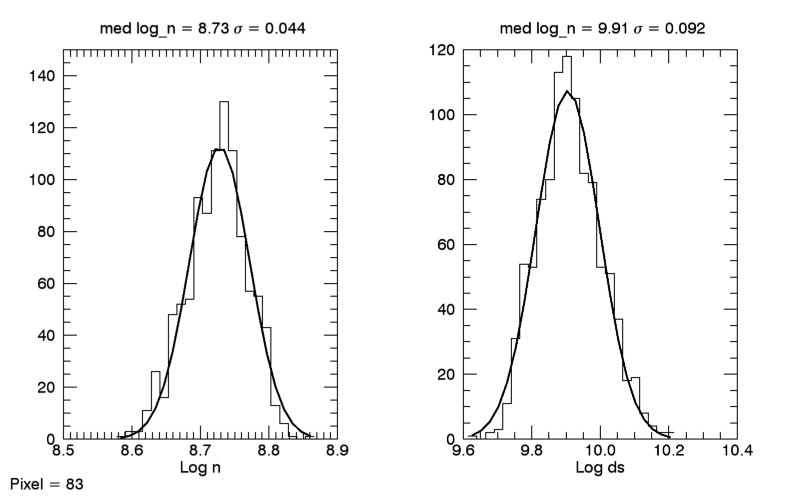 med log_n = 8.73 σ = 0.044
140
120
100
80
60
40
20
0
8.5 8.6 8.7 8.8 8.9
Log n
med log_n = 9.91 σ = 0.092
120
100
80
60
40
20
0
9.6 9.8 10.0 10.2 10.4
Log ds
Pixel = 83